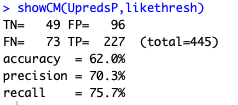 > showCM(UpredsP,likethresh)
TN=   49 FP=   96
FN=   73 TP=  227  (total=445)
accuracy  = 62.0%
precision = 70.3%
recall    = 75.7%